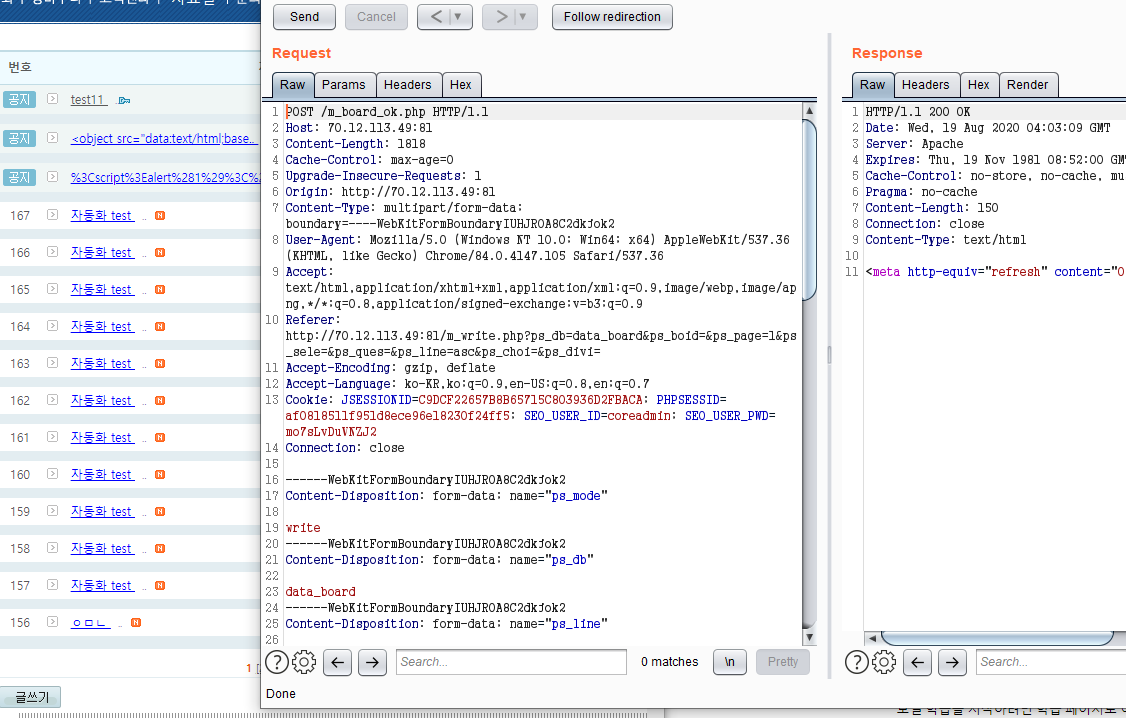 번호
공지
test11
공지
<object src="data:text/html;base..
공지
%3Cscript%3Ealert%281%29%3C%2
167 자동화 test .. N
166 자동화 test .. N
165 자동화 test .. N
164 자동화 test .. N
163 자동화 test .. N
162 자동화 test .. N
161 자동화 test .. N
160 자동화 test .. N
159 자동화 test .. N
158 자동화 test .. N
157 자동화 test .. N
156 ㅇㅁㄴ .. N
1 [
글쓰기
Send Cancel < > Follow redirection
Request
Raw Params Headers Hex
1 POST /m_board_ok.php HTTP/1.1
2 Host: 70.12.113.49:81
3 Content-Length: 1818
4 Cache-Control: max-age=0
5 Upgrade-Insecure-Requests: 1
6 Origin: http://70.12.113.49:81
7 Content-Type: multipart/form-data;
boundary=----WebKitFormBoundaryIUHJROA8C2dkjok2
8 User-Agent: Mozilla/5.0 (Windows NT 10.0; Win64; x64) AppleWebKit/537.36
(KHTML, like Gecko) Chrome/84.0.4147.105 Safari/537.36
9 Accept:
text/html,application/xhtml+xml,application/xml;q=0.9,image/webp,image/ap
ng,*/*;q=0.8,application/signed-exchange;v=b3;q=0.9
10 Referer:
http://70.12.113.49:81/m_write.php?ps_db=data_board&ps_boid=&ps_page=1&ps
_sele=&ps_ques=&ps_line=asc&ps_choi=&ps_divi=
11 Accept-Encoding: gzip, deflate
12 Accept-Language: ko-KR,ko;q=0.9,en-US;q=0.8,en;q=0.7
13 Cookie: JSESSIONID=C9DCF22657B8B65715C803936D2FBACA; PHPSESSID=
af0818511f951d8ece96e18230f24ff5; SEO_USER_ID=coreadmin; SEO_USER_PWD=
mo7sLvDuVNZJ2
14 Connection: close
15
16 ------WebKitFormBoundaryIUHJROA8C2dkjok2
17 Content-Disposition: form-data; name="ps_mode"
18
19 write
20 ------WebKitFormBoundaryIUHJROA8C2dkjok2
21 Content-Disposition: form-data; name="ps_db"
22
23 data_board
24 ------WebKitFormBoundaryIUHJROA8C2dkjok2
25 Content-Disposition: form-data; name="ps_line"
26
? Search... 0 matches \n Pretty
Done
Response
Raw Headers Hex Render
1 HTTP/1.1 200 OK
2 Date: Wed, 19 Aug 2020 04:03:09 GMT
3 Server: Apache
4 Expires: Thu, 19 Nov 1981 08:52:00 GM
5 Cache-Control: no-store, no-cache, mu
6 Pragma: no-cache
7 Content-Length: 150
8 Connection: close
9 Content-Type: text/html
10
11 <meta http-equiv="refresh" content="0
? Search...